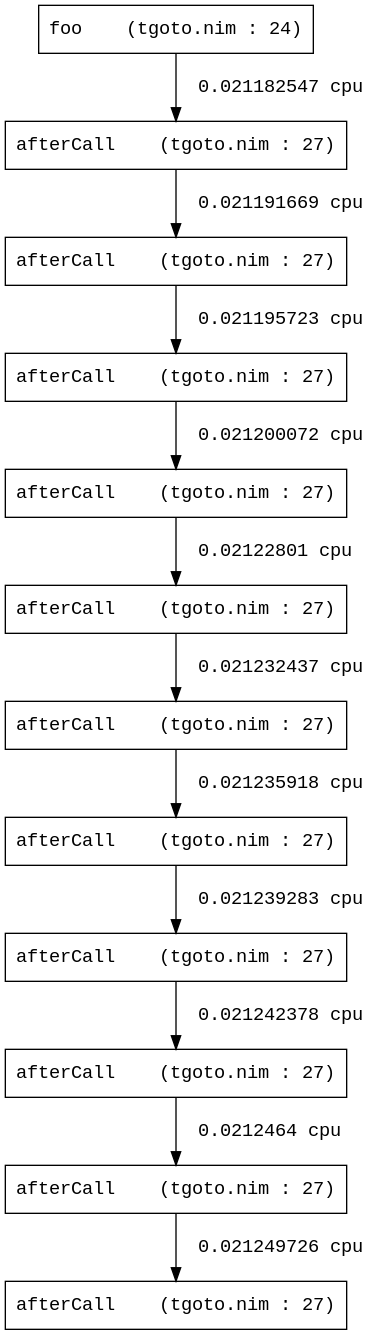 foo    (tgoto.nim : 24)
0.021182547 cpu
afterCall    (tgoto.nim : 27)
0.021191669 cpu
afterCall    (tgoto.nim : 27)
0.021195723 cpu
afterCall    (tgoto.nim : 27)
0.021200072 cpu
afterCall    (tgoto.nim : 27)
0.02122801 cpu
afterCall    (tgoto.nim : 27)
0.021232437 cpu
afterCall    (tgoto.nim : 27)
0.021235918 cpu
afterCall    (tgoto.nim : 27)
0.021239283 cpu
afterCall    (tgoto.nim : 27)
0.021242378 cpu
afterCall    (tgoto.nim : 27)
0.0212464 cpu
afterCall    (tgoto.nim : 27)
0.021249726 cpu
afterCall    (tgoto.nim : 27)